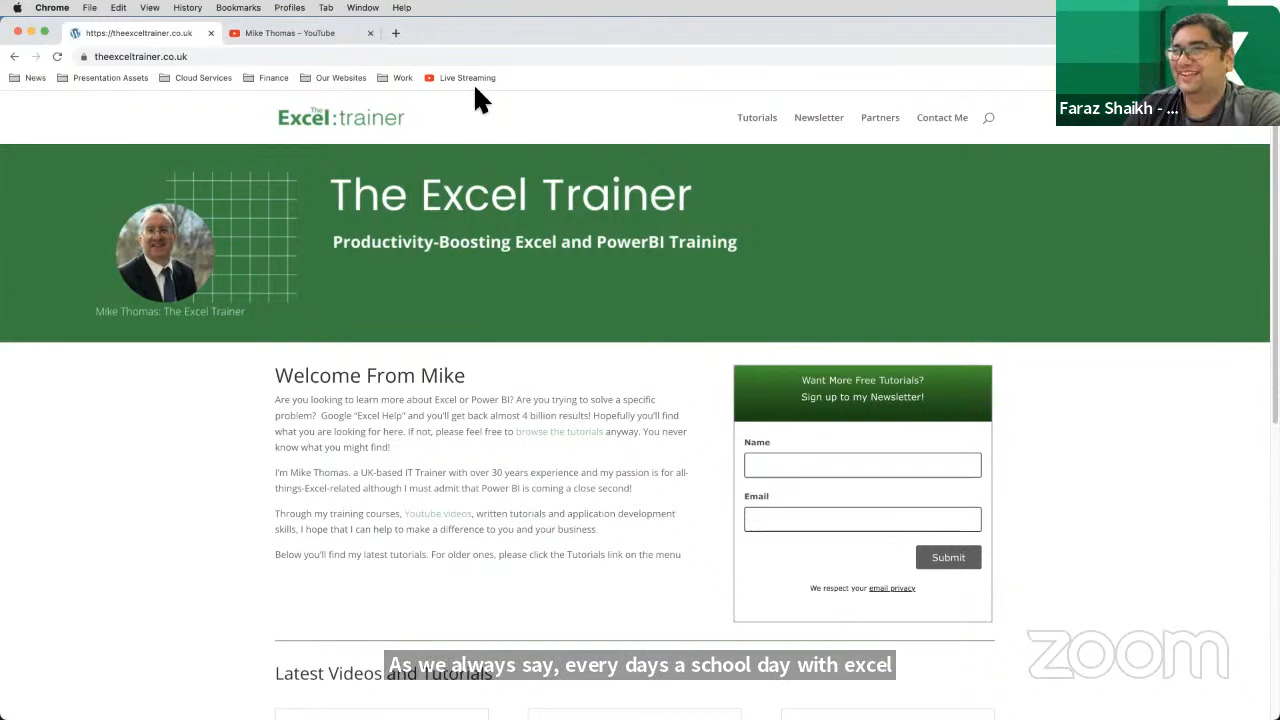 Chrome File Edit View History Bookmarks Profiles Tab Window Help
https://theexceltrainer.co.uk Mike Thomas - YouTube
theexceltrainer.co.uk
News Presentation Assets Cloud Services Finance Our Websites Work Live Streaming
Faraz Shaikh - ...
The
Excel:trainer
Tutorials Newsletter Partners Contact Me
The Excel Trainer
Productivity-Boosting Excel and PowerBI Training
Mike Thomas: The Excel Trainer
Welcome From Mike
Are you looking to learn more about Excel or Power BI? Are you trying to solve a specific
problem? Google “Excel Help” and you’ll get back almost 4 billion results! Hopefully you’ll find
what you are looking for here. If not, please feel free to browse the tutorials anyway. You never
know what you might find!
I’m Mike Thomas. a UK-based IT Trainer with over 30 years experience and my passion is for all-
things-Excel-related although I must admit that Power BI is coming a close second!
Through my training courses, Youtube videos, written tutorials and application development
skills, I hope that I can help to make a difference to you and your business.
Below you’ll find my latest tutorials. For older ones, please click the Tutorials link on the menu
Want More Free Tutorials?
Sign up to my Newsletter!
Name
Email
Submit
We respect your email privacy
Latest Videos and Tutorials
As we always say, every days a school day with excel
zoom